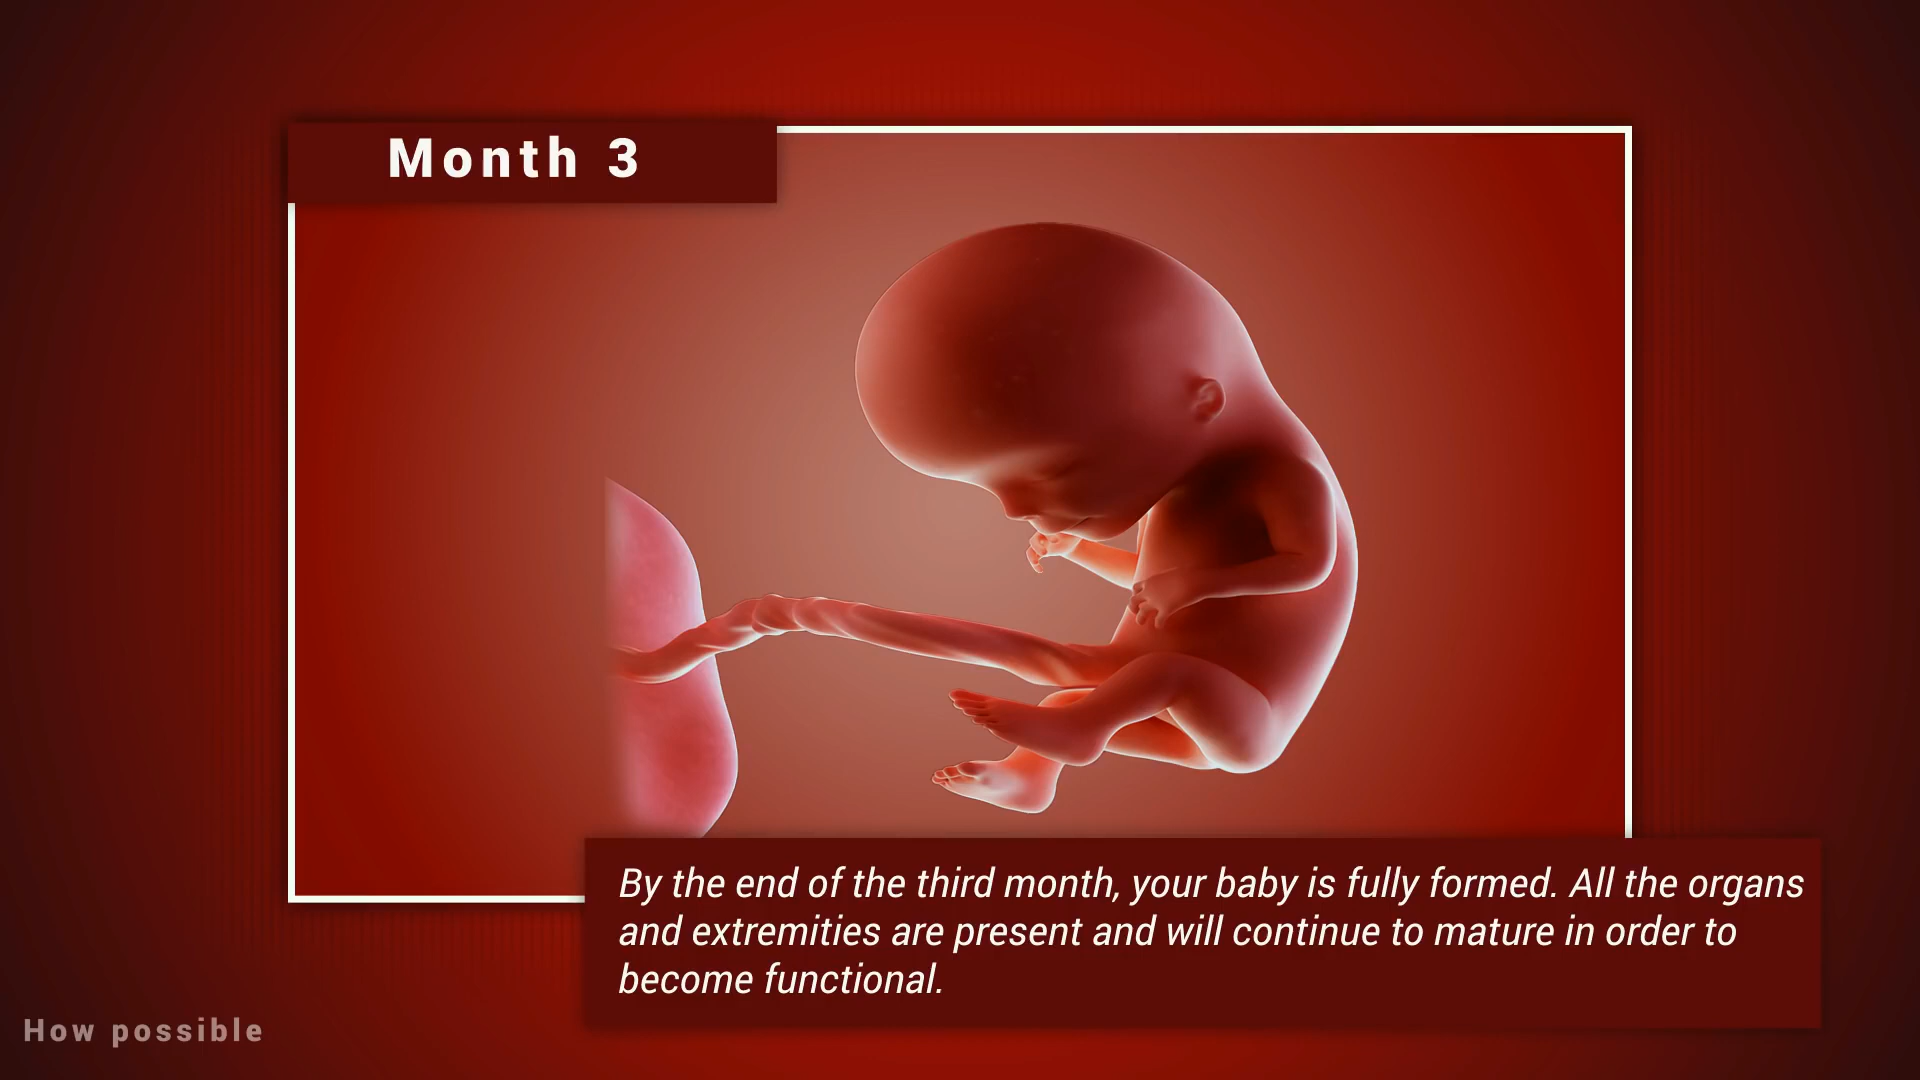 Month 3
By the end of the third month, your baby is fully formed. All the organs
and extremities are present and will continue to mature in order to
become functional.
How possible